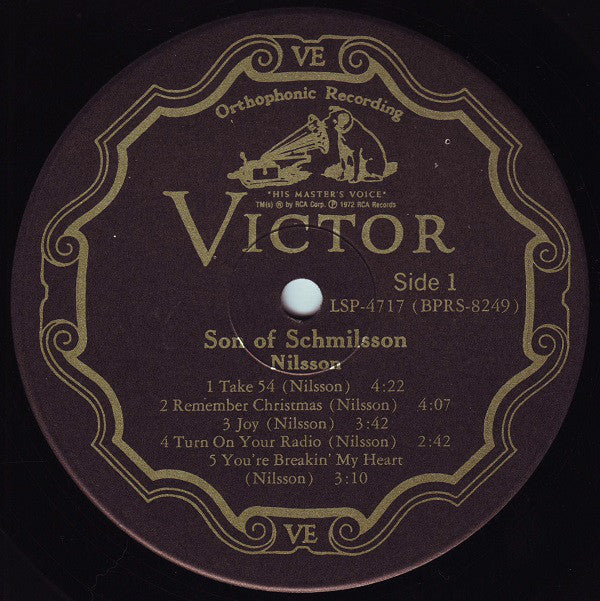 VE
Orthophonic Recording
"HIS MASTER'S VOICE"
TM(s) ® by RCA Corp. ℗ 1972 RCA Records
VICTOR
Side 1
LSP-4717 (BPRS-8249)
Son of Schmilsson
Nilsson
1 Take 54 (Nilsson) 4:22
2 Remember Christmas (Nilsson) 4:07
3 Joy (Nilsson) 3:42
4 Turn On Your Radio (Nilsson) 2:42
5 You're Breakin' My Heart
(Nilsson) 3:10
VE